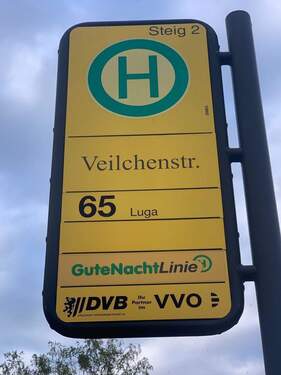 Steig 2
H
Veilchenstr.
65 Luga
GuteNachtLinie
DVB Ihr Partner im VVO